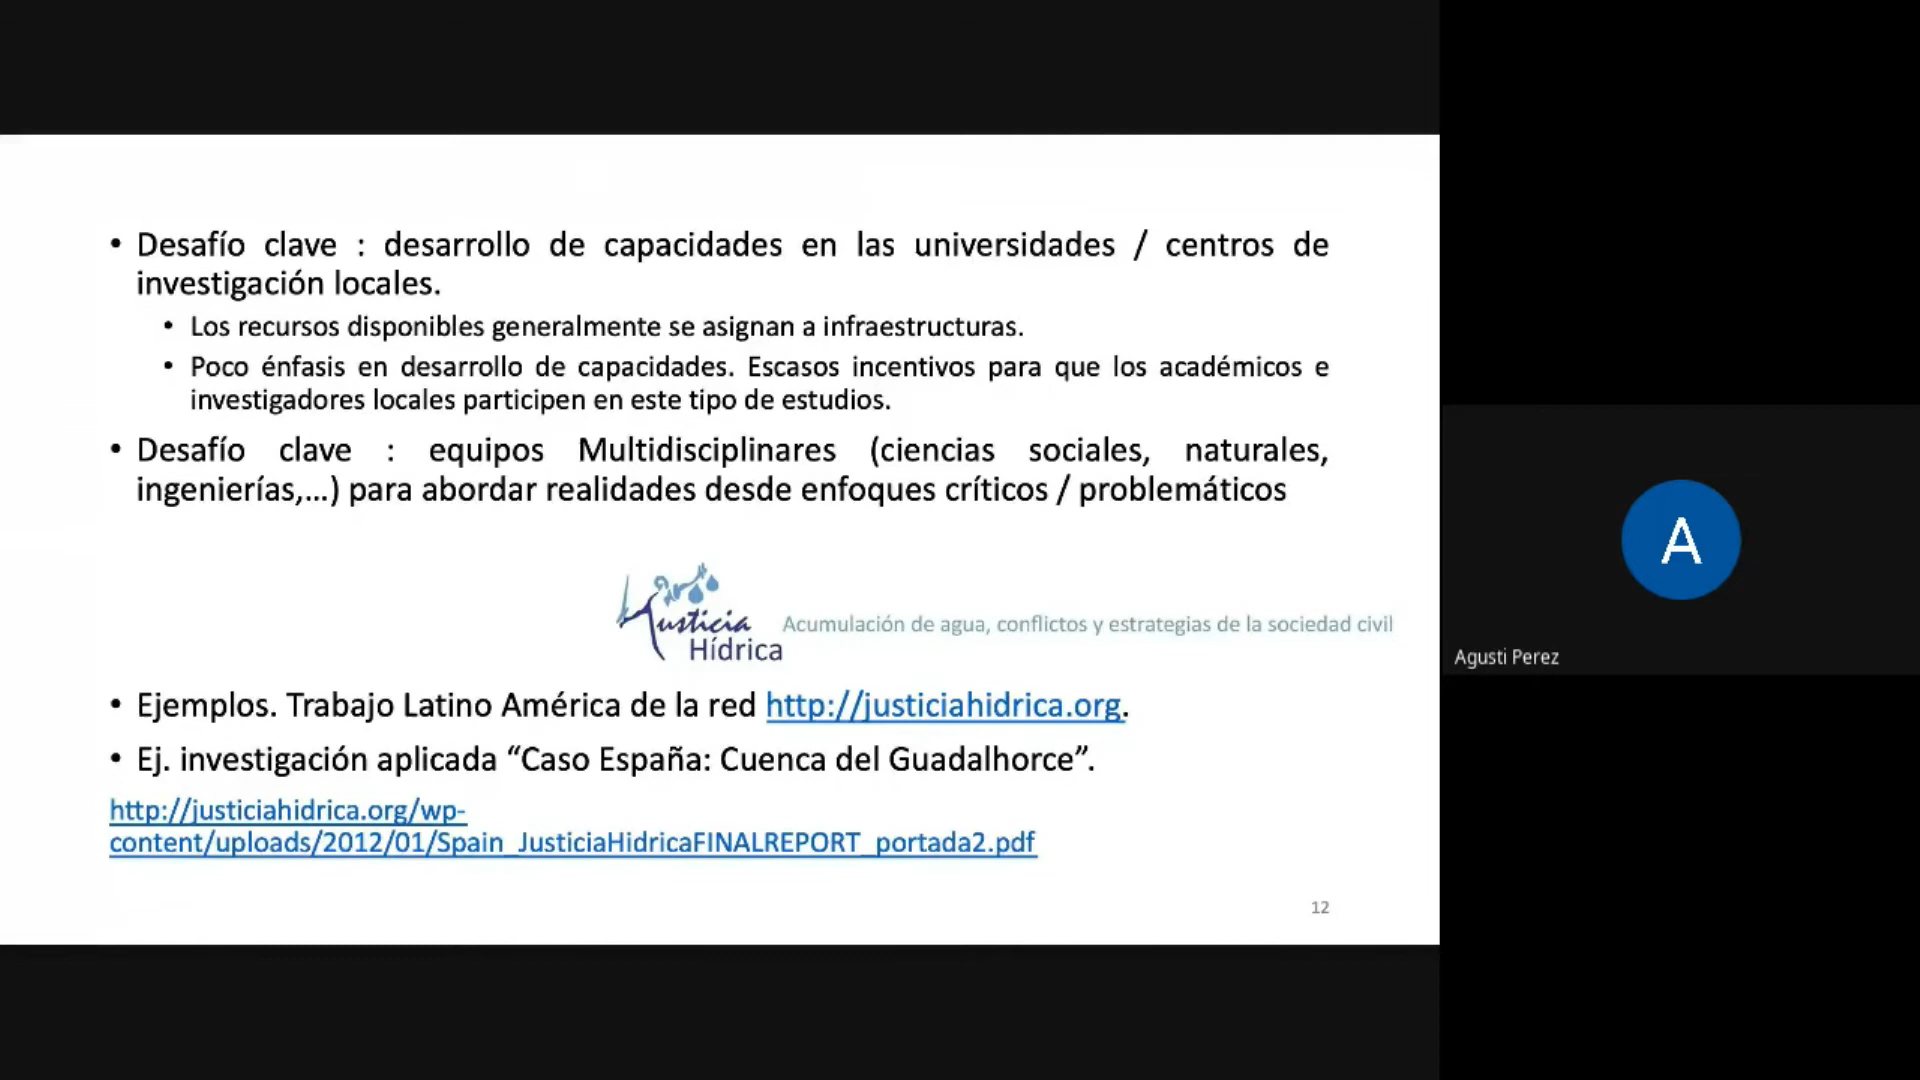 • Desafío clave : desarrollo de capacidades en las universidades / centros de
investigación locales.
• Los recursos disponibles generalmente se asignan a infraestructuras.
• Poco énfasis en desarrollo de capacidades. Escasos incentivos para que los académicos e
investigadores locales participen en este tipo de estudios.
• Desafío clave : equipos Multidisciplinares (ciencias sociales, naturales,
ingenierías,...) para abordar realidades desde enfoques críticos / problemáticos
Justicia
Hídrica
Acumulación de agua, conflictos y estrategias de la sociedad civil
• Ejemplos. Trabajo Latino América de la red http://justiciahidrica.org.
• Ej. investigación aplicada “Caso España: Cuenca del Guadalhorce”.
http://justiciahidrica.org/wp-
content/uploads/2012/01/Spain_JusticiaHidricaFINALREPORT_portada2.pdf
12
A
Agusti Perez